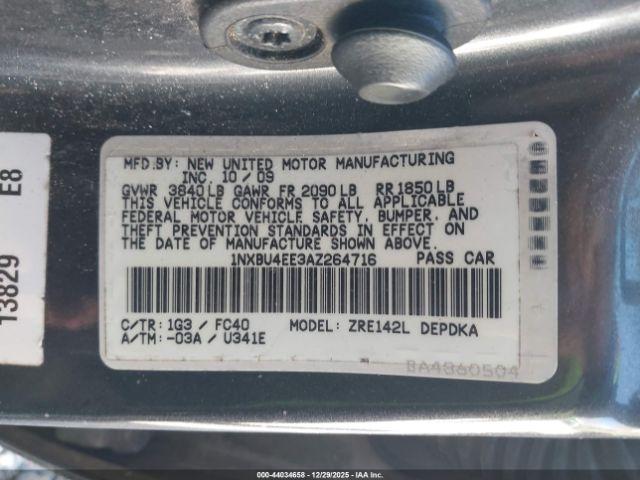 MFD.BY: NEW UNITED MOTOR MANUFACTURING
INC. 10 / 09
GVWR 3840 LB GAWR FR 2090 LB RR 1850 LB
THIS VEHICLE CONFORMS TO ALL APPLICABLE
FEDERAL MOTOR VEHICLE SAFETY, BUMPER, AND
THEFT PREVENTION STANDARDS IN EFFECT ON
THE DATE OF MANUFACTURE SHOWN ABOVE.
1NXBU4EE3AZ264716 PASS CAR
C/TR: 1G3 / FC40 MODEL: ZRE142L DEPDKA
A/TM: -03A / U341E
BA4860504
13829 E8
000-44034658 - 12/29/2025 - IAAI.COM